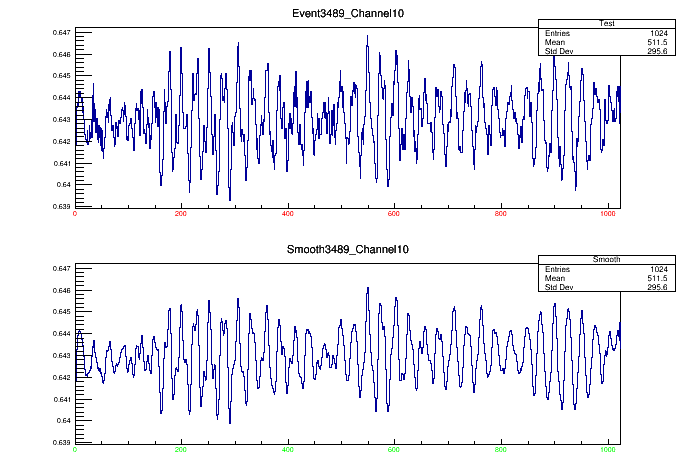 Event3489_Channel10
Test
Entries 1024
Mean 511.5
Std Dev 295.6
0.647
0.646
0.645
0.644
0.643
0.642
0.641
0.64
0.639
0 200 400 600 800 1000
Smooth3489_Channel10
Smooth
Entries 1024
Mean 511.5
Std Dev 295.6
0.647
0.646
0.645
0.644
0.643
0.642
0.641
0.64
0.639
0 200 400 600 800 1000